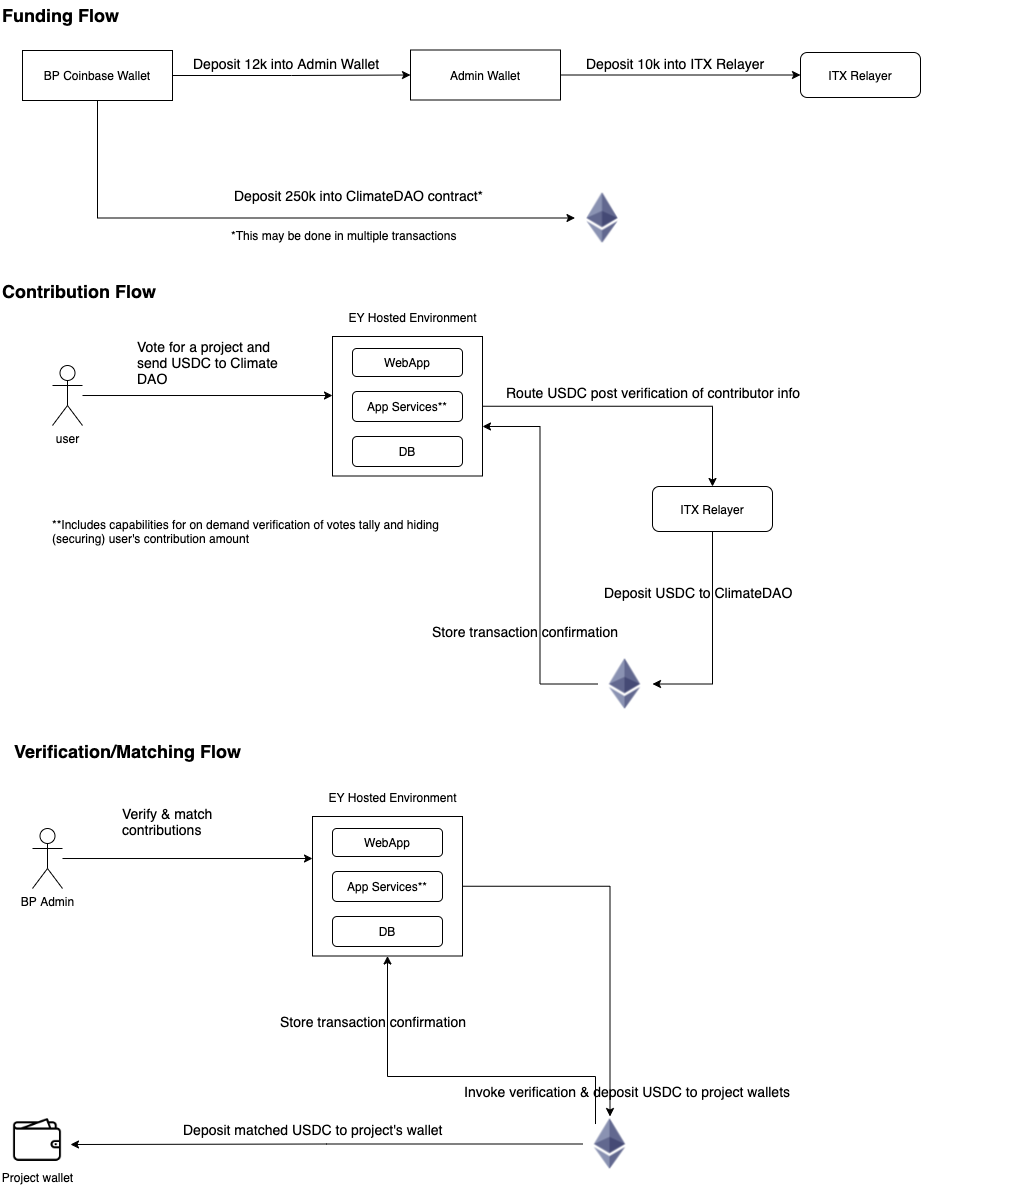 Funding Flow
BP Coinbase Wallet
Deposit 12k into Admin Wallet
Admin Wallet
Deposit 10k into ITX Relayer
ITX Relayer
Deposit 250k into ClimateDAO contract*
*This may be done in multiple transactions
Contribution Flow
EY Hosted Environment
Vote for a project and
send USDC to Climate
DAO
user
WebApp
App Services**
DB
Route USDC post verification of contributor info
ITX Relayer
**Includes capabilities for on demand verification of votes tally and hiding
(securing) user's contribution amount
Deposit USDC to ClimateDAO
Store transaction confirmation
Verification/Matching Flow
EY Hosted Environment
Verify & match
contributions
BP Admin
WebApp
App Services**
DB
Store transaction confirmation
Invoke verification & deposit USDC to project wallets
Deposit matched USDC to project's wallet
Project wallet